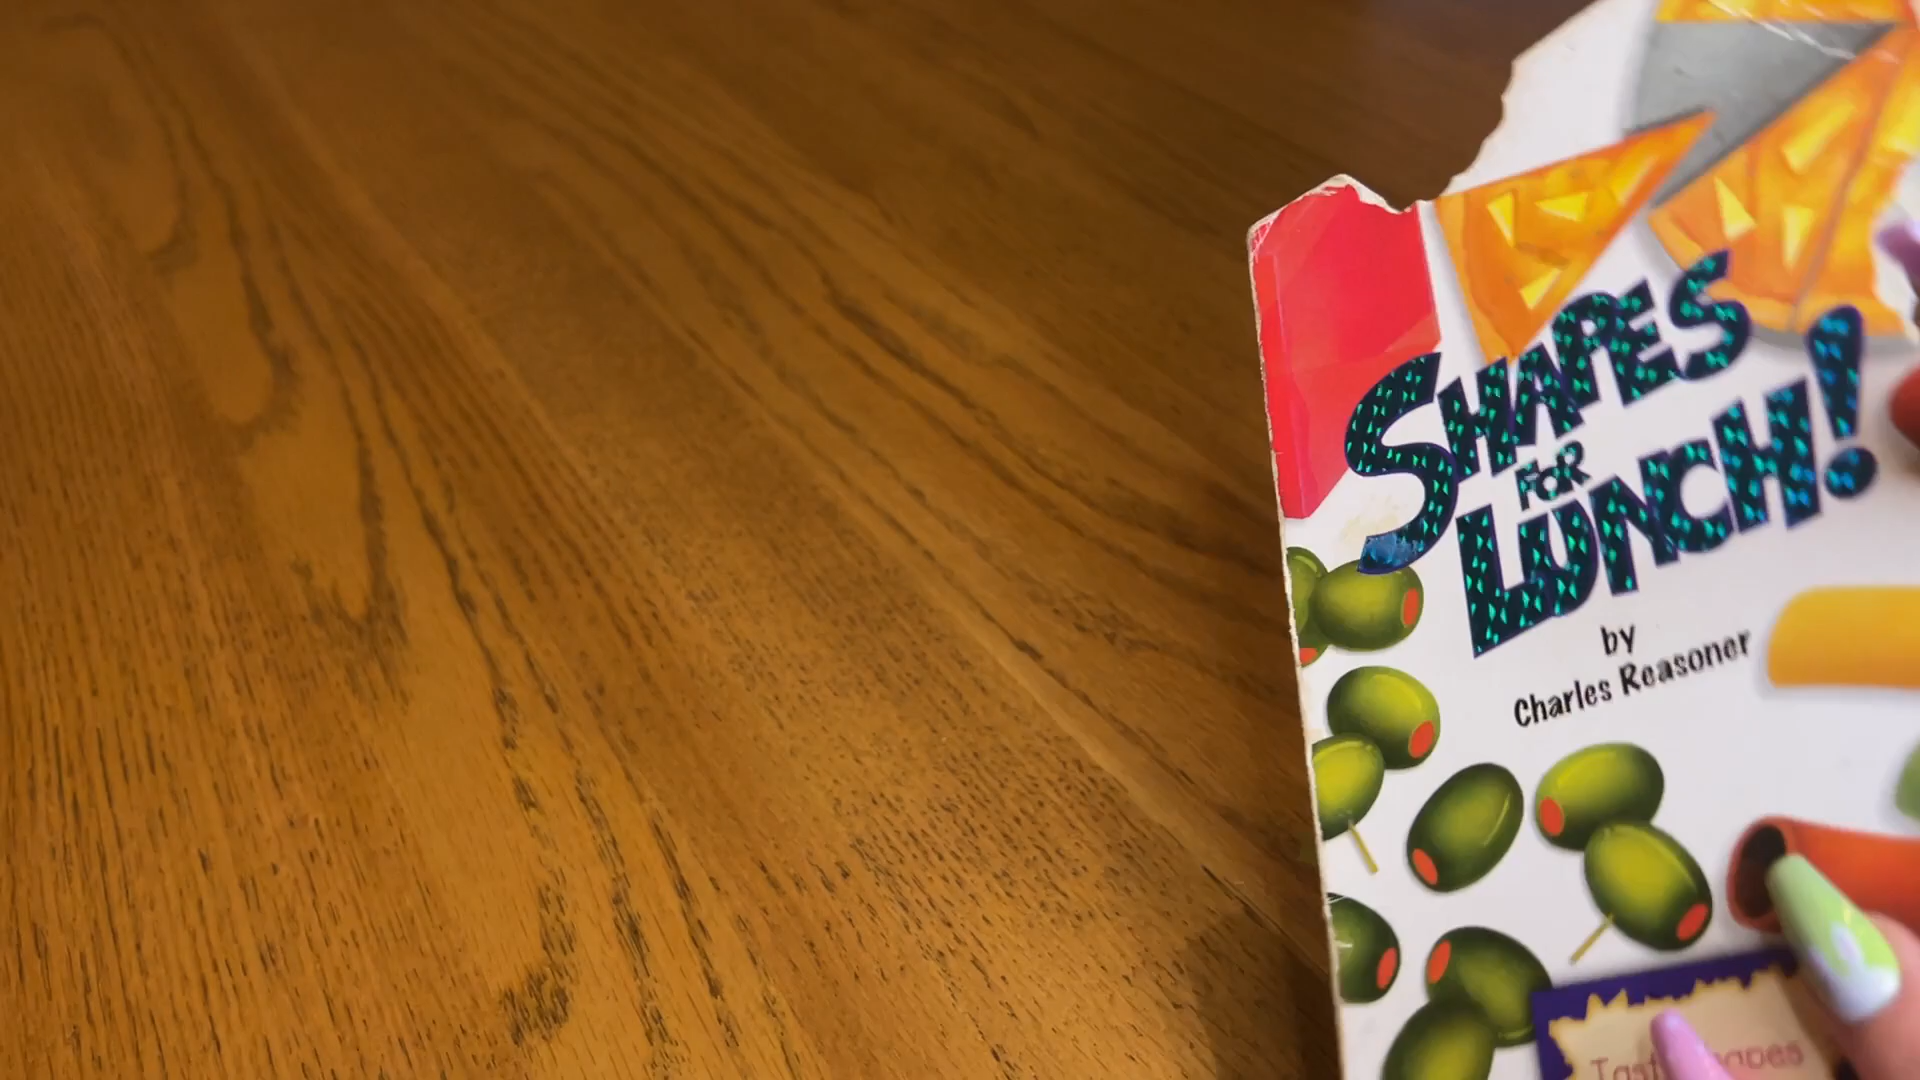 SHAPES
FOR
LUNCH!
by
Charles Reasoner